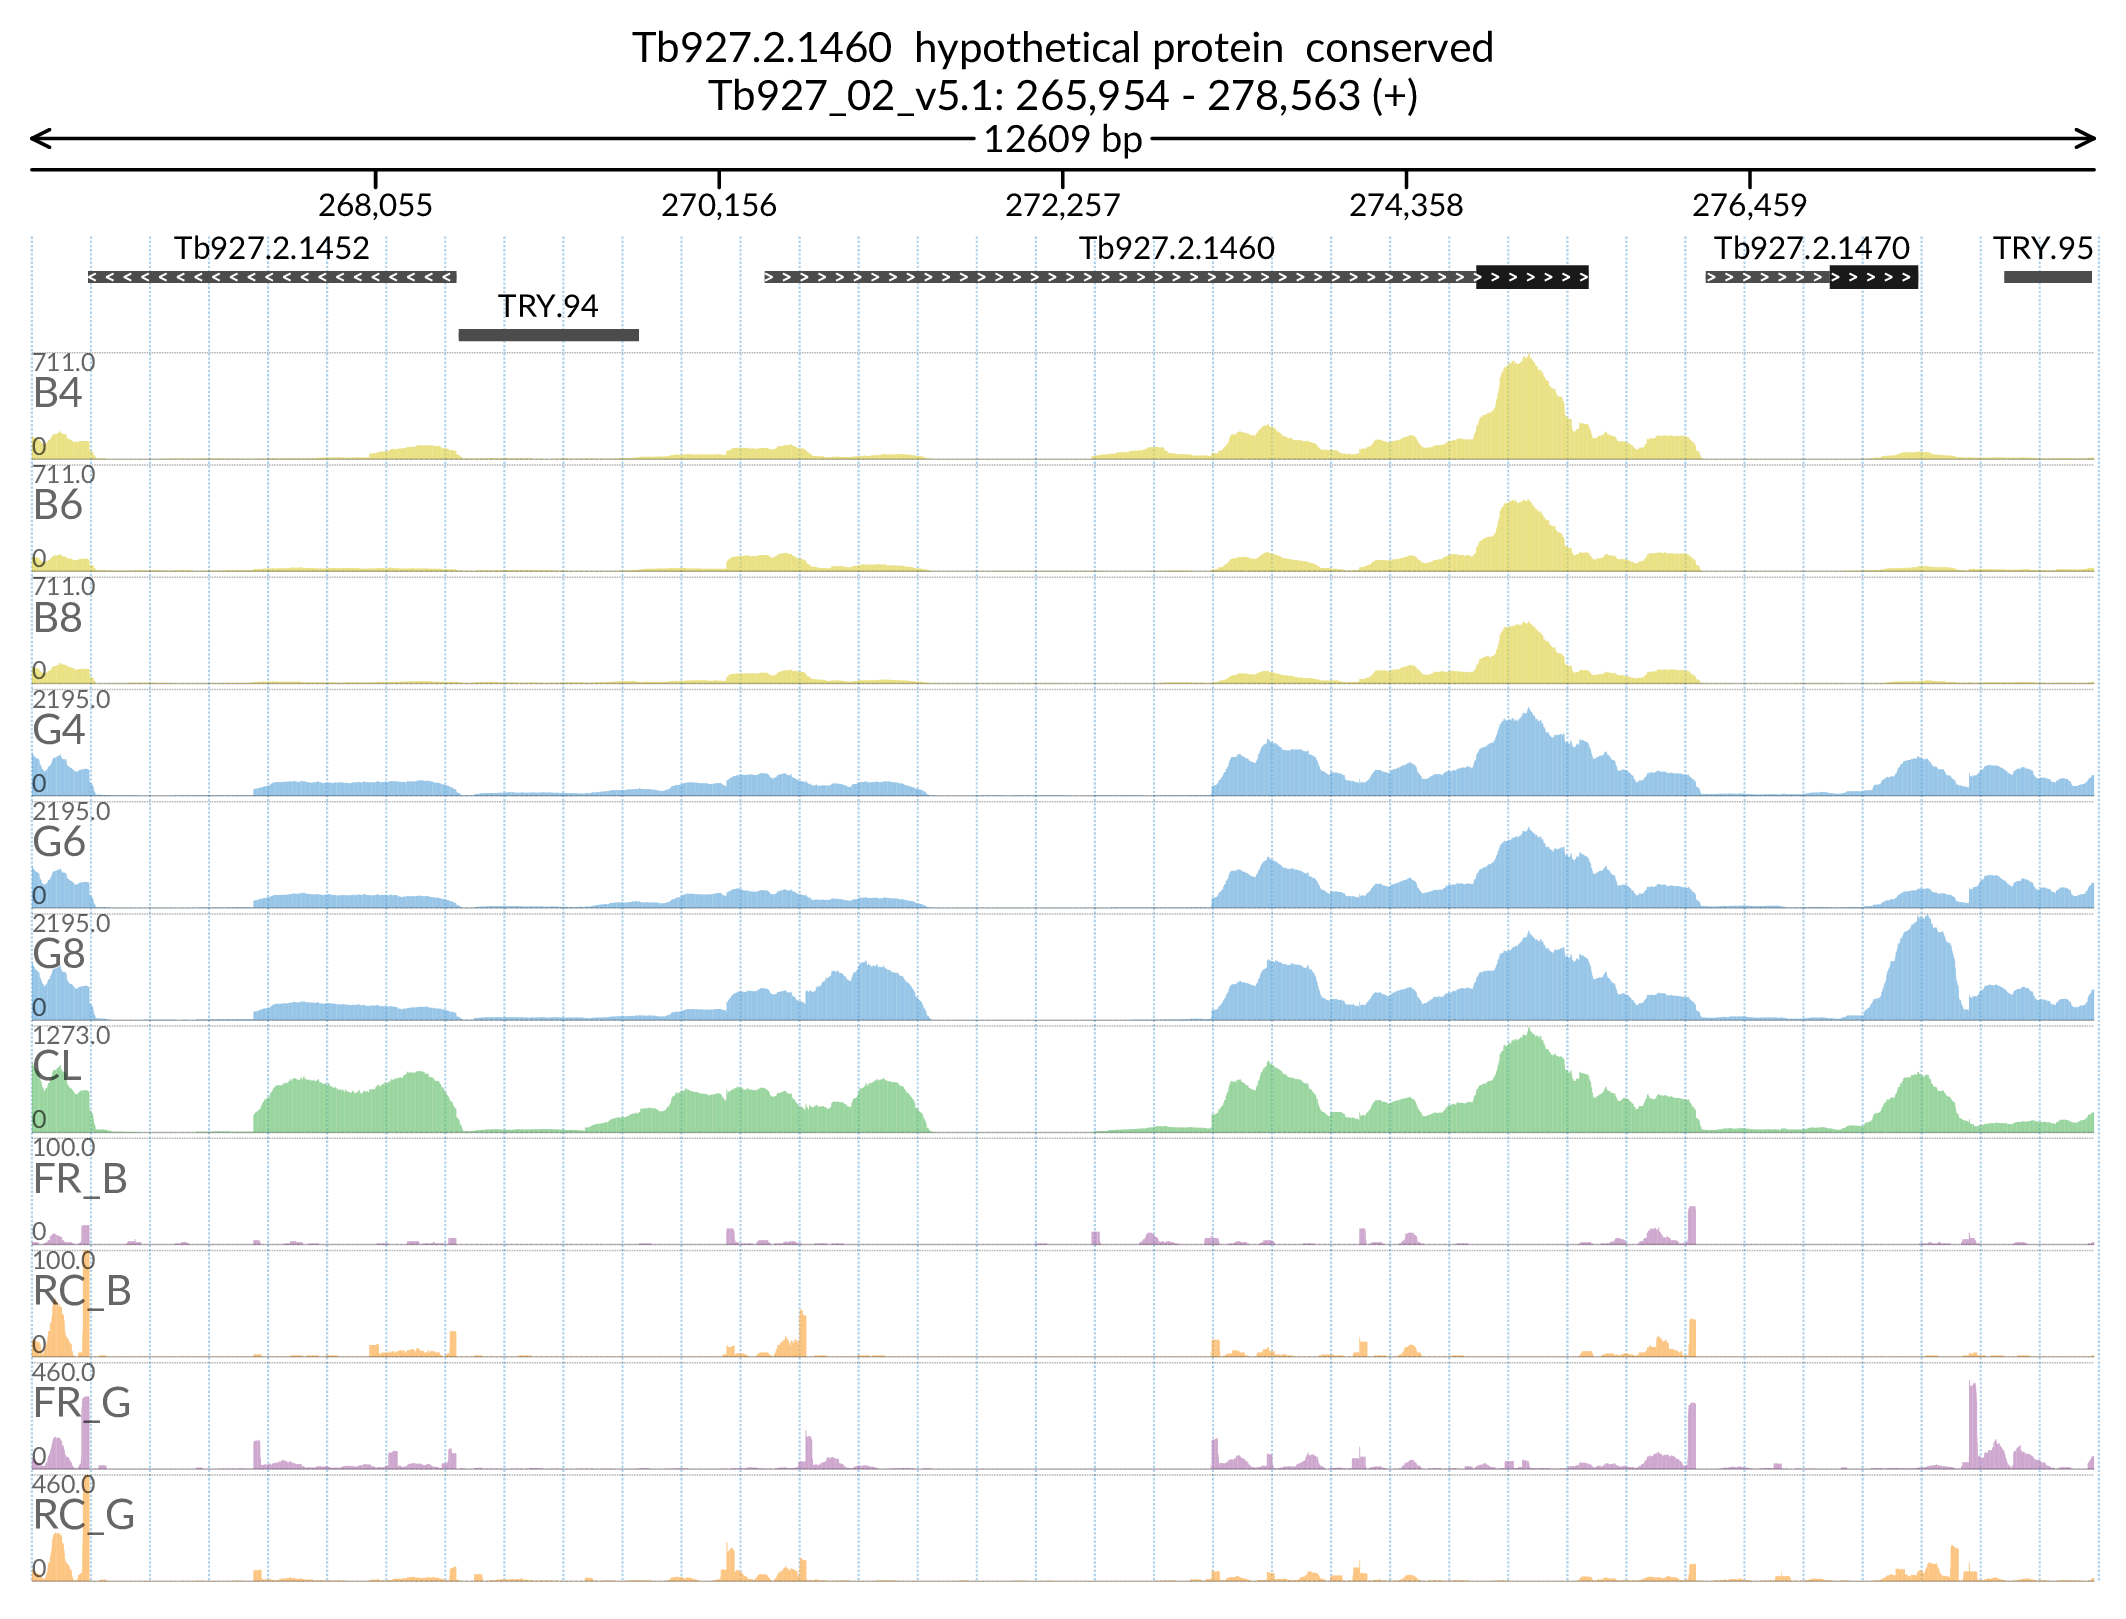 Tb927.2.1460 hypothetical protein conserved
Tb927_02_v5.1: 265,954 - 278,563 (+)
12609 bp
268,055 270,156 272,257 274,358 276,459
Tb927.2.1452 Tb927.2.1460 Tb927.2.1470 TRY.95
TRY.94
711.0
B4
0
711.0
B6
0
711.0
B8
0
2195.0
G4
0
2195.0
G6
0
2195.0
G8
0
1273.0
CL
0
100.0
FR_B
0
100.0
RC_B
0
460.0
FR_G
0
460.0
RC_G
0